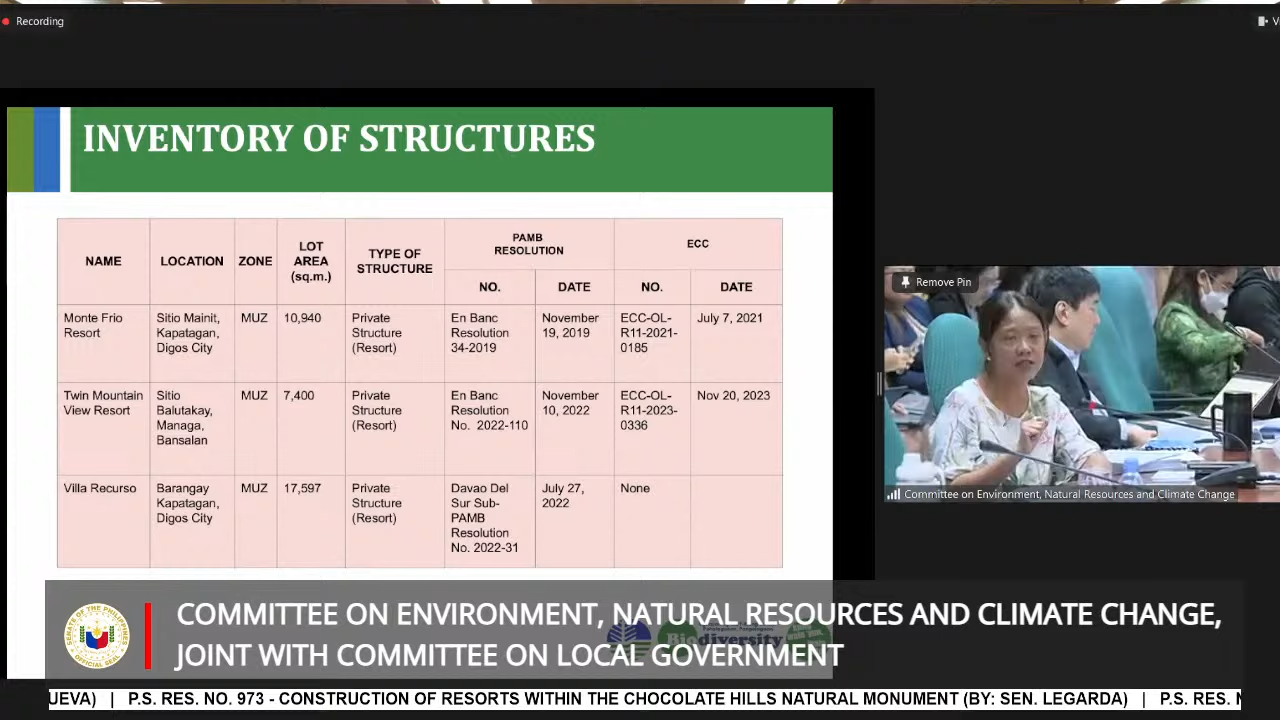 Recording
V
INVENTORY OF STRUCTURES
NAME
LOCATION
ZONE
LOT
AREA
(sq.m.)
TYPE OF
STRUCTURE
PAMB
RESOLUTION
ECC
NO.
DATE
NO.
DATE
Monte Frio
Resort
Sitio Mainit,
Kapatagan,
Digos City
MUZ
10,940
Private
Structure
(Resort)
En Banc
Resolution
34-2019
November
19, 2019
ECC-OL-
R11-2021-
0185
July 7, 2021
Twin Mountain
View Resort
Sitio
Balutakay,
Managa,
Bansalan
MUZ
7,400
Private
Structure
(Resort)
En Banc
Resolution
No. 2022-110
November
10, 2022
ECC-OL-
R11-2023-
0336
Nov 20, 2023
Villa Recurso
Barangay
Kapatagan,
Digos City
MUZ
17,597
Private
Structure
(Resort)
Davao Del
Sur Sub-
PAMB
Resolution
No. 2022-31
July 27,
2022
None
Remove Pin
Committee on Environment, Natural Resources and Climate Change
SENATE OF THE PHILIPPINES
OFFICIAL SEAL
COMMITTEE ON ENVIRONMENT, NATURAL RESOURCES AND CLIMATE CHANGE,
JOINT WITH COMMITTEE ON LOCAL GOVERNMENT
Biodiversity
UEVA) | P.S. RES. NO. 973 - CONSTRUCTION OF RESORTS WITHIN THE CHOCOLATE HILLS NATURAL MONUMENT (BY: SEN. LEGARDA) | P.S. RES. N